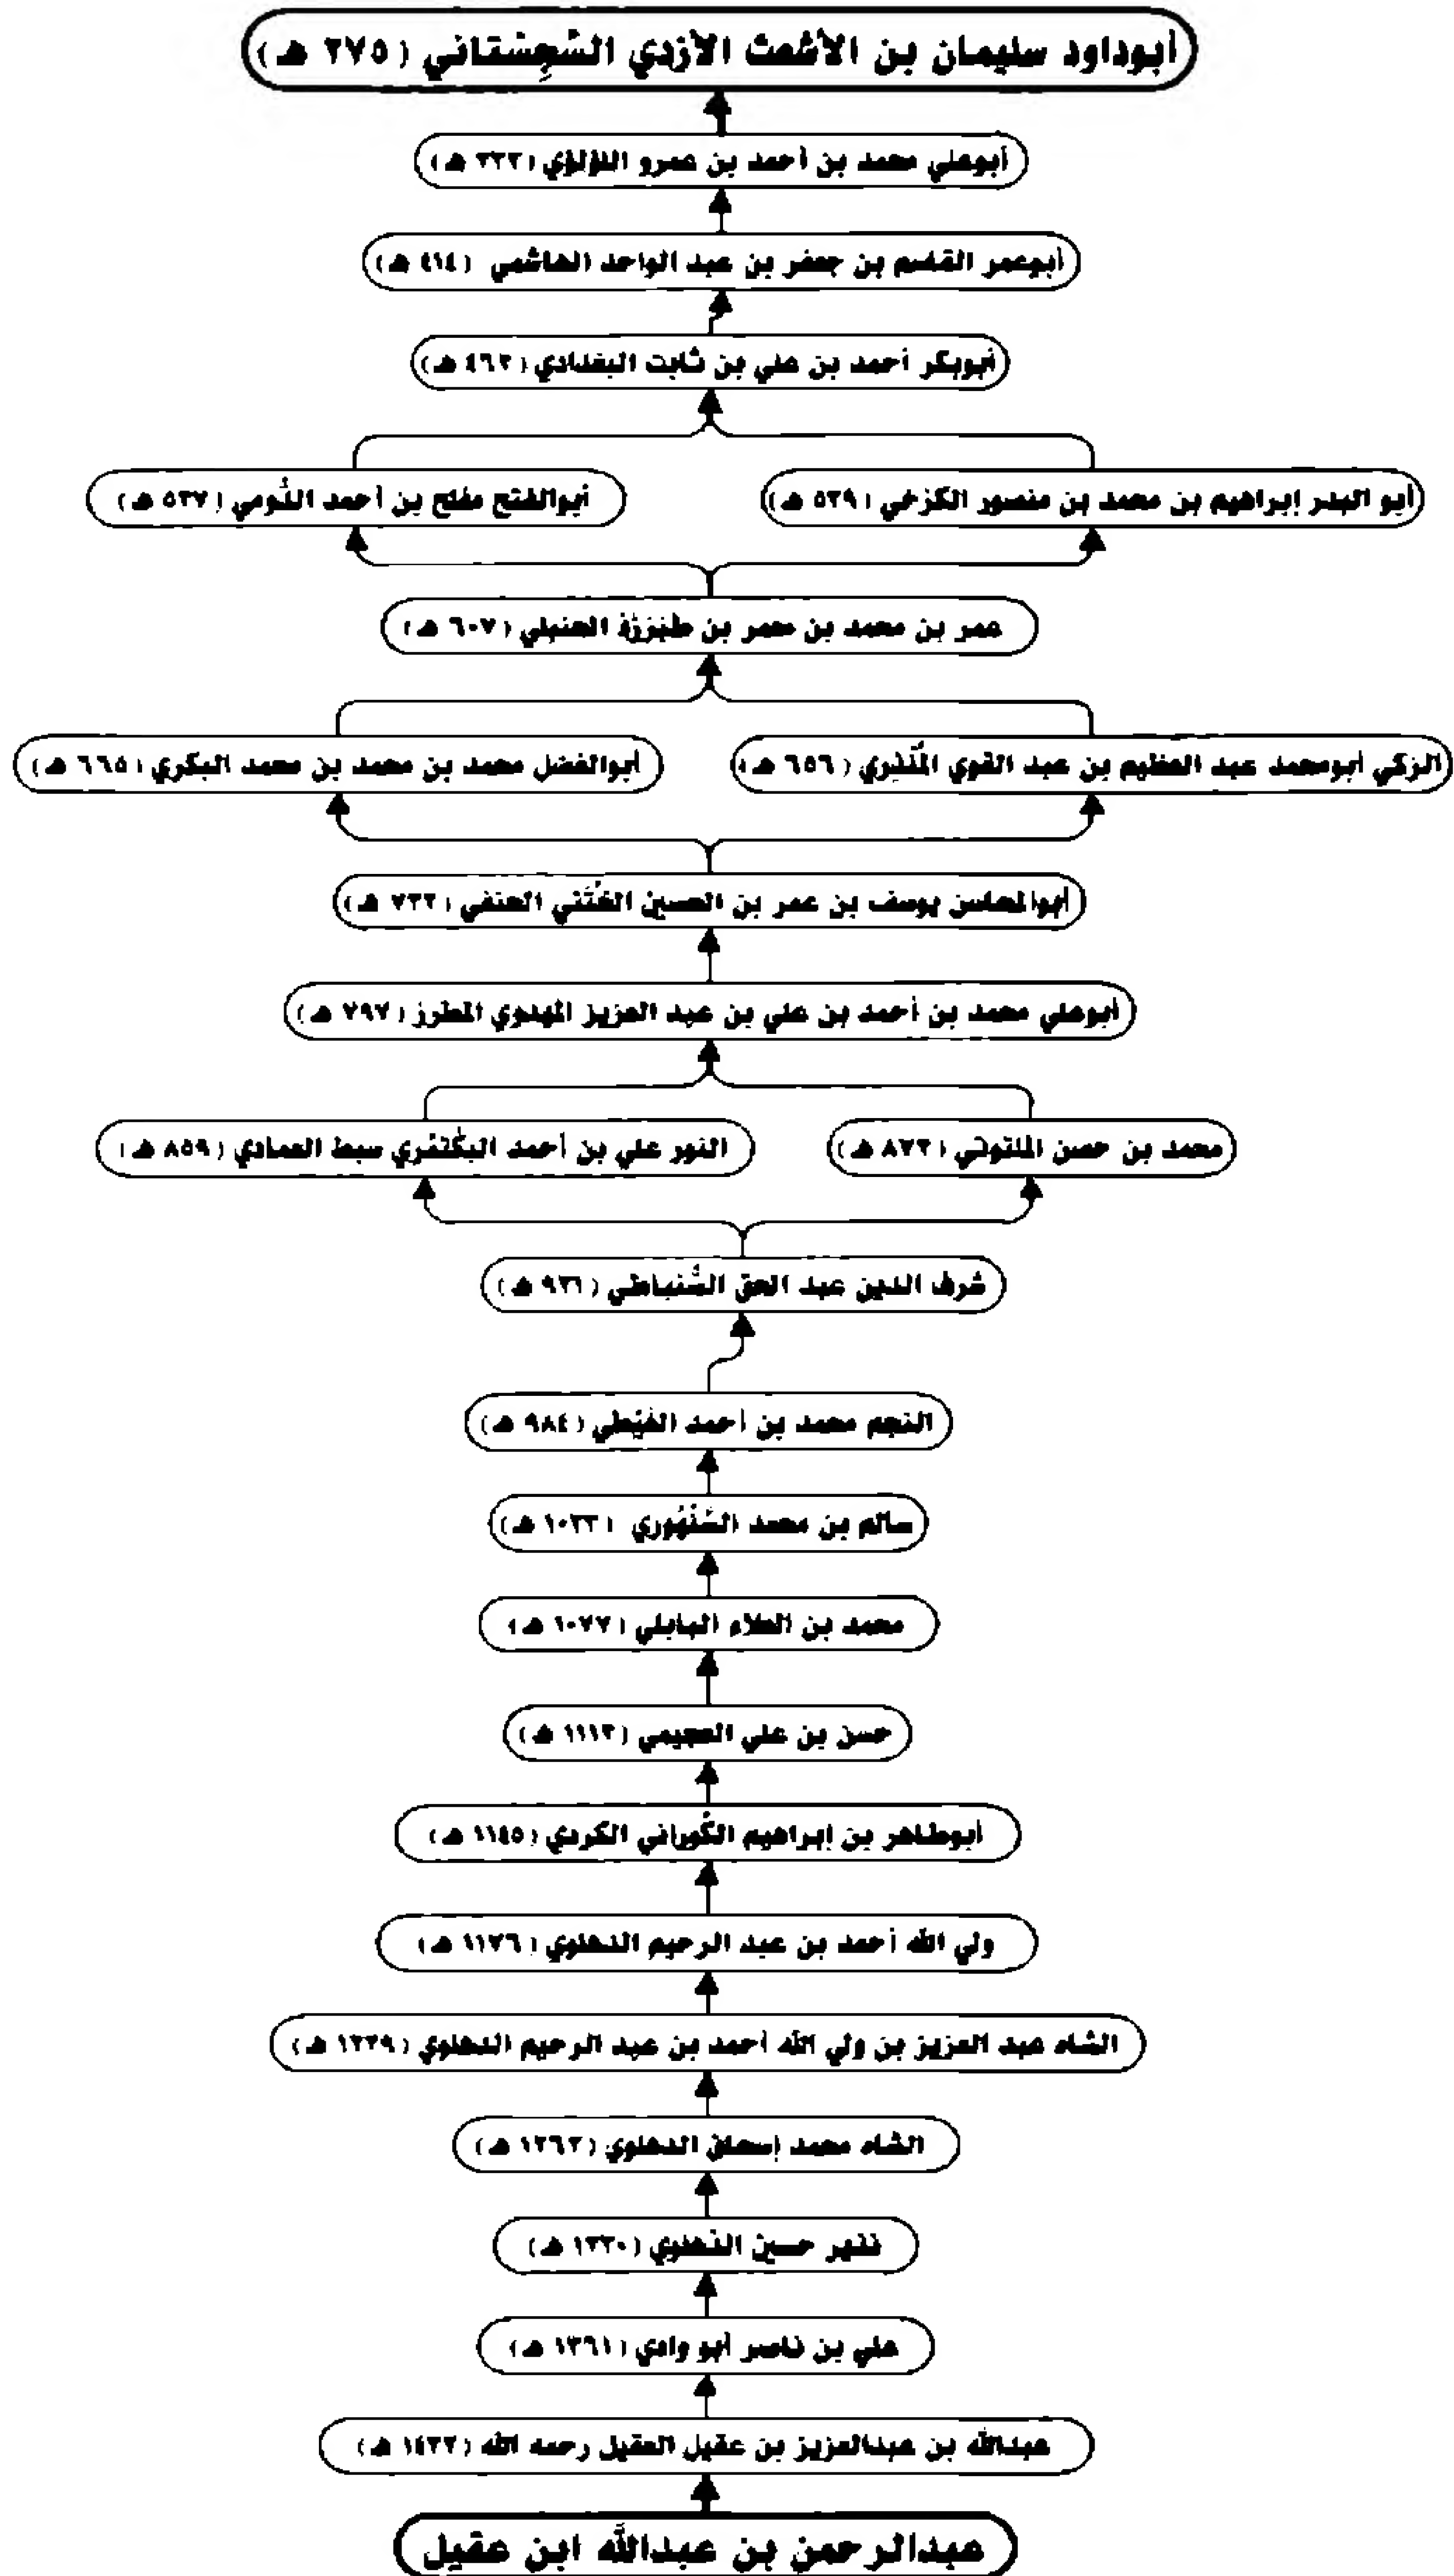 أبوداود سليمان بن الأشعث الأزدي السِّجِسْتاني (٢٧٥ هـ)
أبوعلي محمد بن أحمد بن عمرو اللؤلؤي (٣٣٣ هـ)
أبوعمر القاسم بن جعفر بن عبد الواحد الهاشمي (٤١٤ هـ)
أبوبكر أحمد بن علي بن ثابت البغدادي (٤٦٣ هـ)
أبو البدر إبراهيم بن محمد بن منصور الكرخي (٥٣٩ هـ)
أبوالفتح مفلح بن أحمد الدُّومي (٥٣٧ هـ)
عمر بن محمد بن معمر بن طَبَرْزَذ الحنبلي (٦٠٧ هـ)
الزكي أبومحمد عبد العظيم بن عبد القوي المُنْذِري (٦٥٦ هـ)
أبوالفضل محمد بن محمد بن محمد البكري (٦٦٥ هـ)
أبوالمحاسن يوسف بن عمر بن الحسين الخُتَني الحنفي (٧٣٢ هـ)
أبوعلي محمد بن أحمد بن علي بن عبد العزيز المهدوي المطرز (٧٩٧ هـ)
محمد بن حسن الملتوتي (٨٧٣ هـ)
النور علي بن أحمد البكتمري سبط العمادي (٨٥٩ هـ)
شرف الدين عبد الحق السُّنباطي (٩٣١ هـ)
النجم محمد بن أحمد الغَيْطي (٩٨٤ هـ)
سالم بن محمد السَّنْهُوري (١٠٣٣ هـ)
محمد بن العلاء البابلي (١٠٧٧ هـ)
حسن بن علي العجيمي (١١١٣ هـ)
أبوطاهر بن إبراهيم الكُوراني الكردي (١١٤٥ هـ)
ولي الله أحمد بن عبد الرحيم الدهلوي (١١٧٦ هـ)
الشاه عبد العزيز بن ولي الله أحمد بن عبد الرحيم الدهلوي (١٢٣٩ هـ)
الشاه محمد إسحاق الدهلوي (١٢٦٢ هـ)
نذير حسين الدهلوي (١٣٢٠ هـ)
علي بن ناصر أبو وادي (١٣٦١ هـ)
عبدالله بن عبدالعزيز بن عقيل العقيل رحمه الله (١٤٣٢ هـ)
عبدالرحمن بن عبدالله ابن عقيل